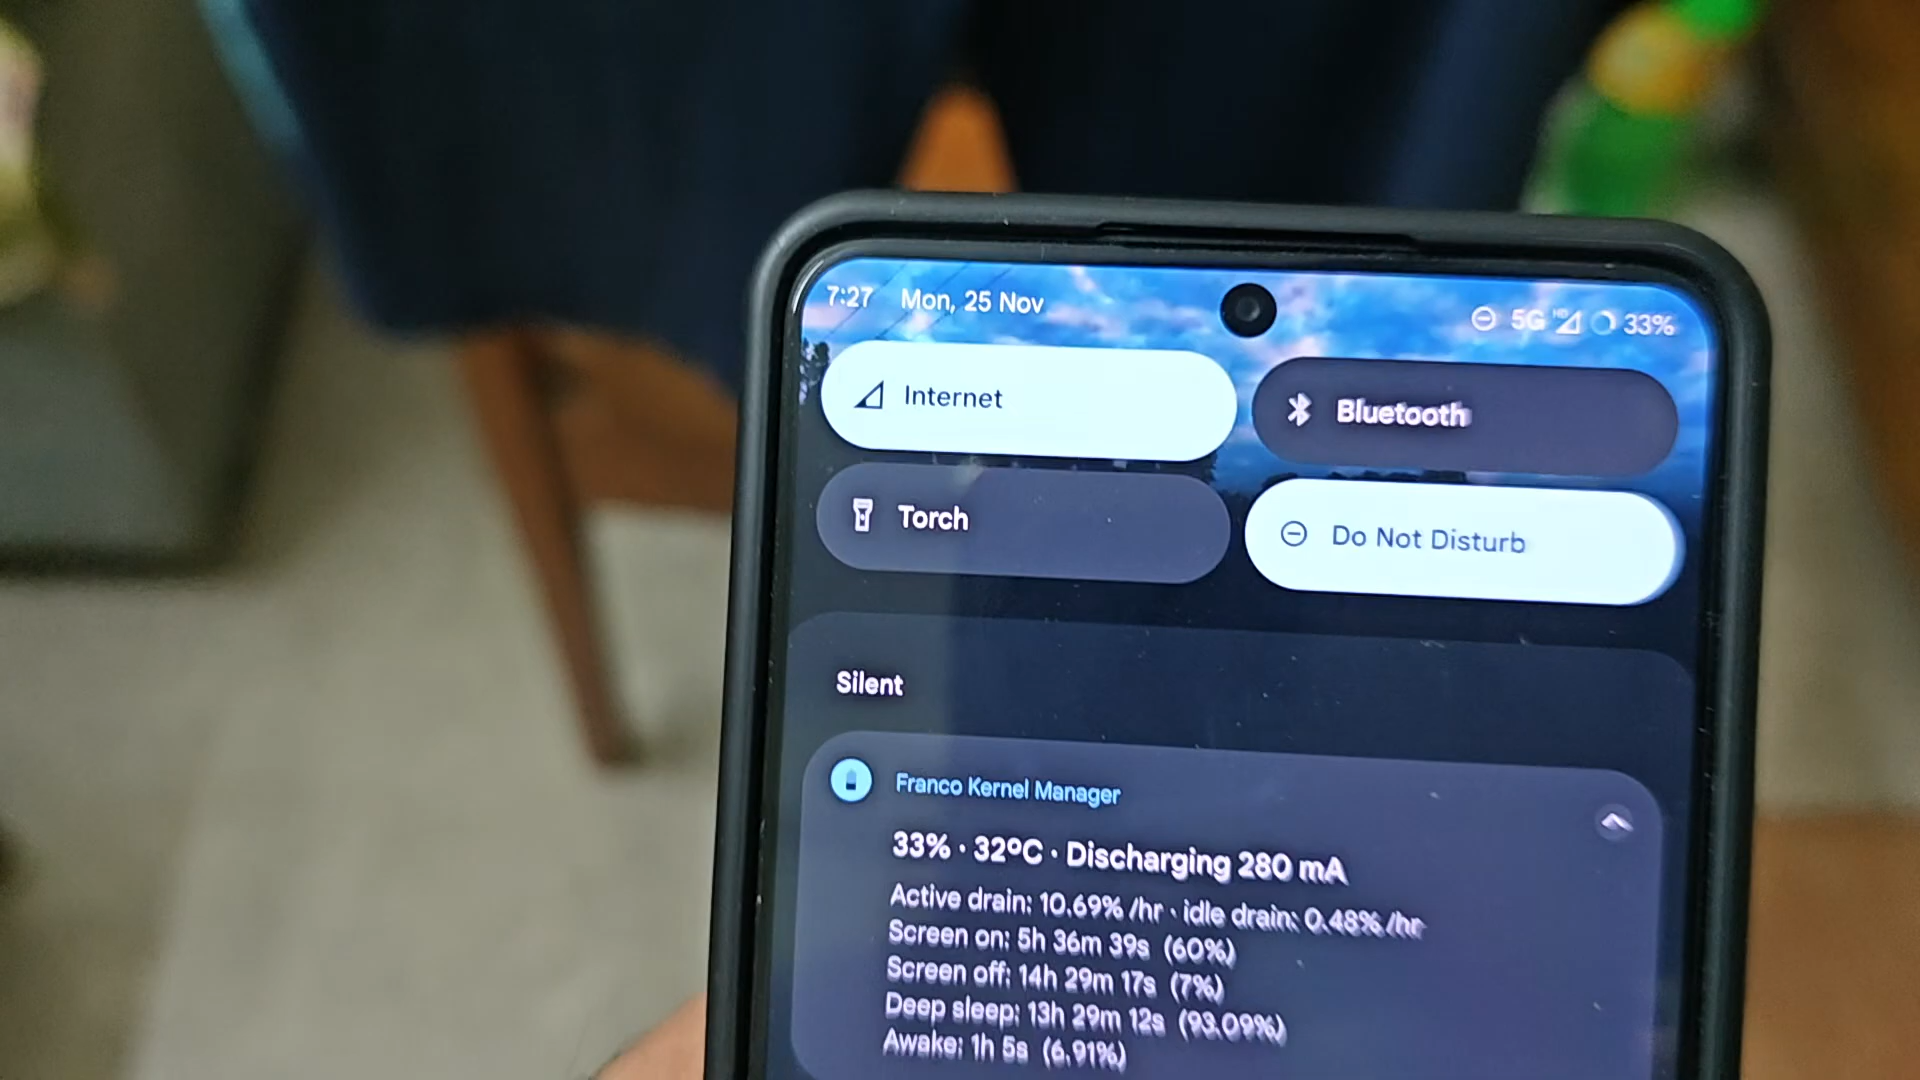 7:27 Mon, 25 Nov 5G HD 33%
Internet Bluetooth
Torch Do Not Disturb
Silent
Franco Kernel Manager
33% · 32ºC · Discharging 280 mA
Active drain: 10.69% /hr · idle drain: 0.48% /hr
Screen on: 5h 36m 39s (60%)
Screen off: 14h 29m 17s (7%)
Deep sleep: 13h 29m 12s (93.09%)
Awake: 1h 5s (6.91%)